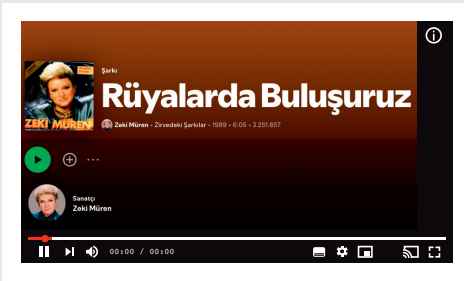 Şarkı
Rüyalarda Buluşuruz
ZEKİ MÜREN
Zeki Müren • Zirvedeki Şarkılar • 1989 • 6:05 • 3.251.857
Sanatçı
Zeki Müren
00:00 / 00:00